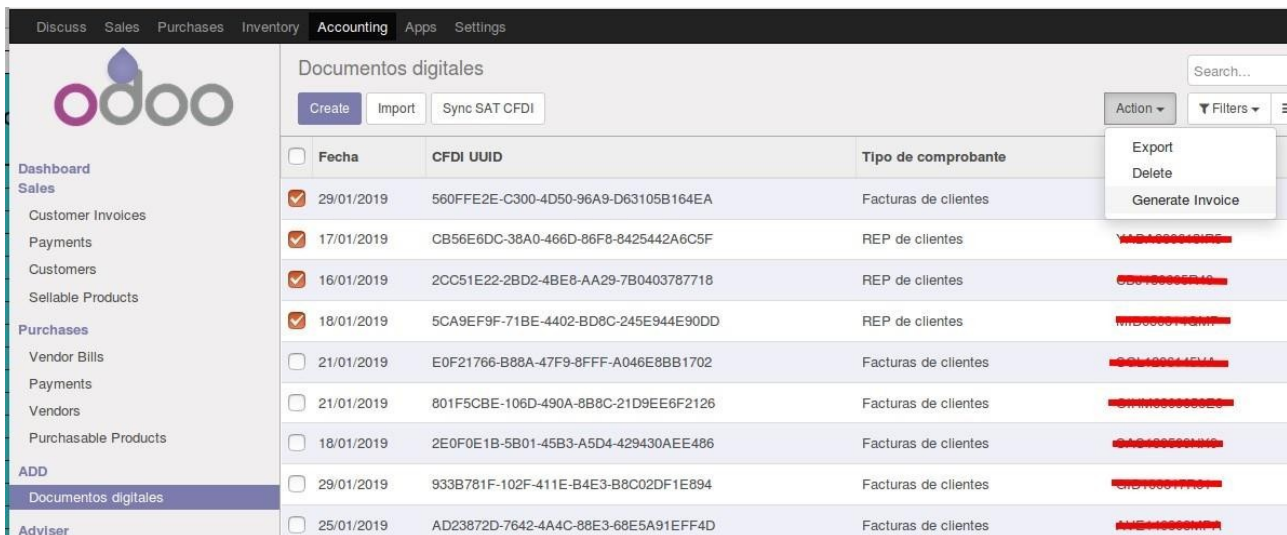 Discuss Sales Purchases Inventory Accounting Apps Settings
odoo
Documentos digitales
Search...
Create Import Sync SAT CFDI
Action Filters
Export
Delete
Generate Invoice
Dashboard
Sales
Customer Invoices
Payments
Customers
Sellable Products
Purchases
Vendor Bills
Payments
Vendors
Purchasable Products
ADD
Documentos digitales
Adviser
Fecha CFDI UUID Tipo de comprobante
29/01/2019 560FFE2E-C300-4D50-96A9-D63105B164EA Facturas de clientes
17/01/2019 CB56E6DC-38A0-466D-86F8-8425442A6C5F REP de clientes
16/01/2019 2CC51E22-2BD2-4BE8-AA29-7B0403787718 REP de clientes
18/01/2019 5CA9EF9F-71BE-4402-BD8C-245E944E90DD REP de clientes
21/01/2019 E0F21766-B88A-47F9-8FFF-A046E8BB1702 Facturas de clientes
21/01/2019 801F5CBE-106D-490A-8B8C-21D9EE6F2126 Facturas de clientes
18/01/2019 2E0F0E1B-5B01-45B3-A5D4-429430AEE486 Facturas de clientes
29/01/2019 933B781F-102F-411E-B4E3-B8C02DF1E894 Facturas de clientes
25/01/2019 AD23872D-7642-4A4C-88E3-68E5A91EFF4D Facturas de clientes